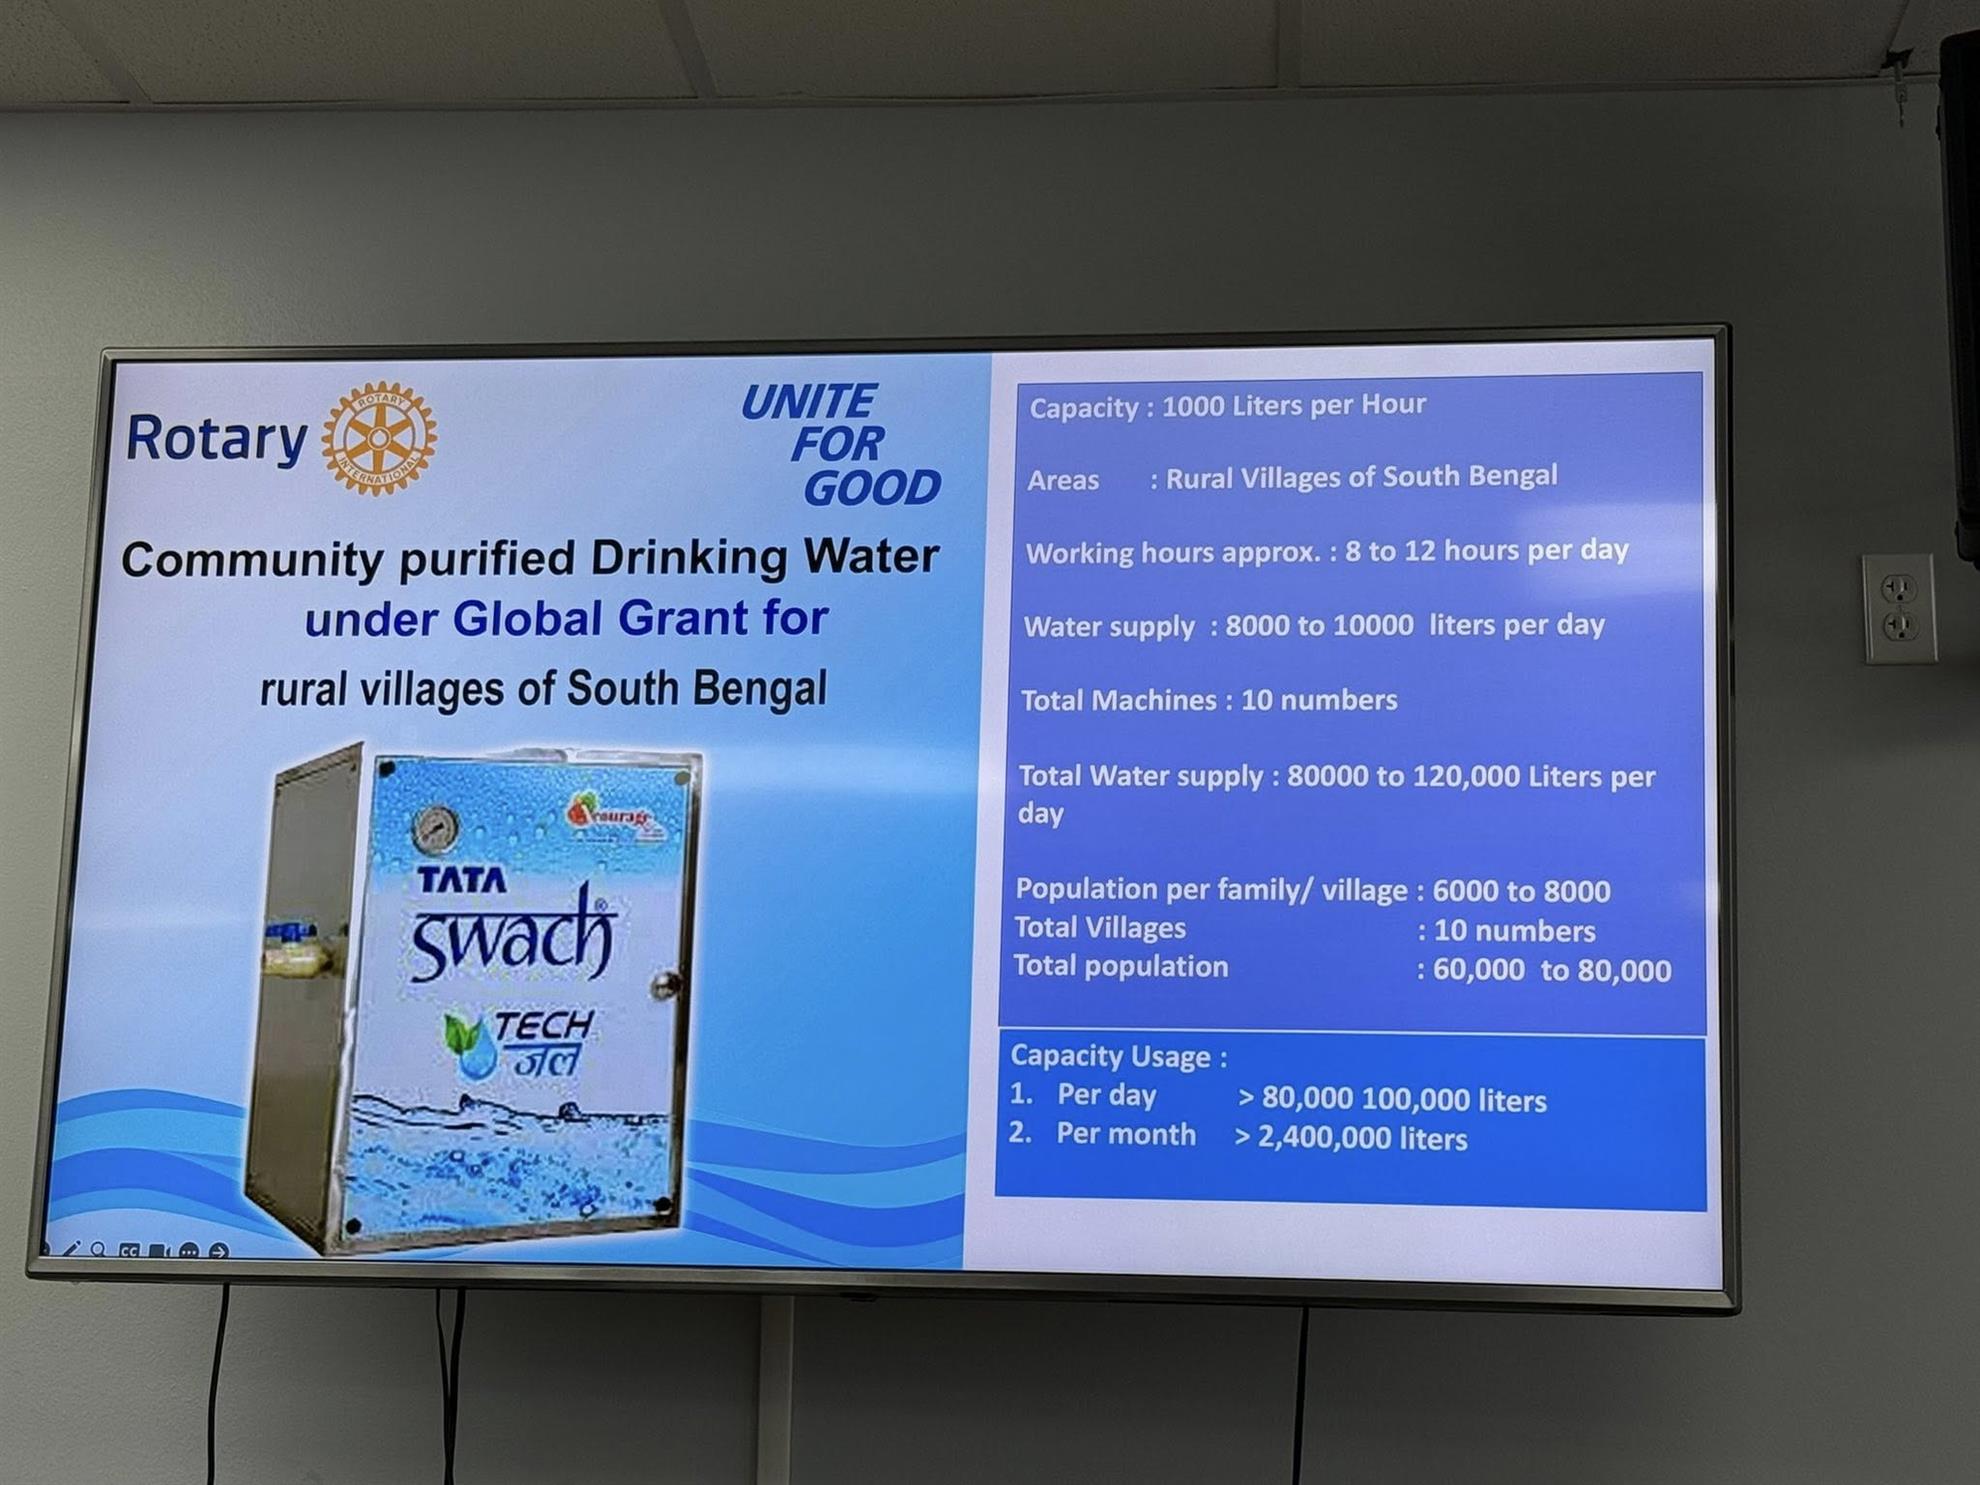 Rotary
ROTARY
INTERNATIONAL
UNITE
FOR
GOOD
Community purified Drinking Water
under Global Grant for
rural villages of South Bengal
TATA
swach®
TECH
जल
CC
Capacity : 1000 Liters per Hour
Areas : Rural Villages of South Bengal
Working hours approx. : 8 to 12 hours per day
Water supply : 8000 to 10000 liters per day
Total Machines : 10 numbers
Total Water supply : 80000 to 120,000 Liters per
day
Population per family/ village : 6000 to 8000
Total Villages : 10 numbers
Total population : 60,000 to 80,000
Capacity Usage :
1. Per day > 80,000 100,000 liters
2. Per month > 2,400,000 liters